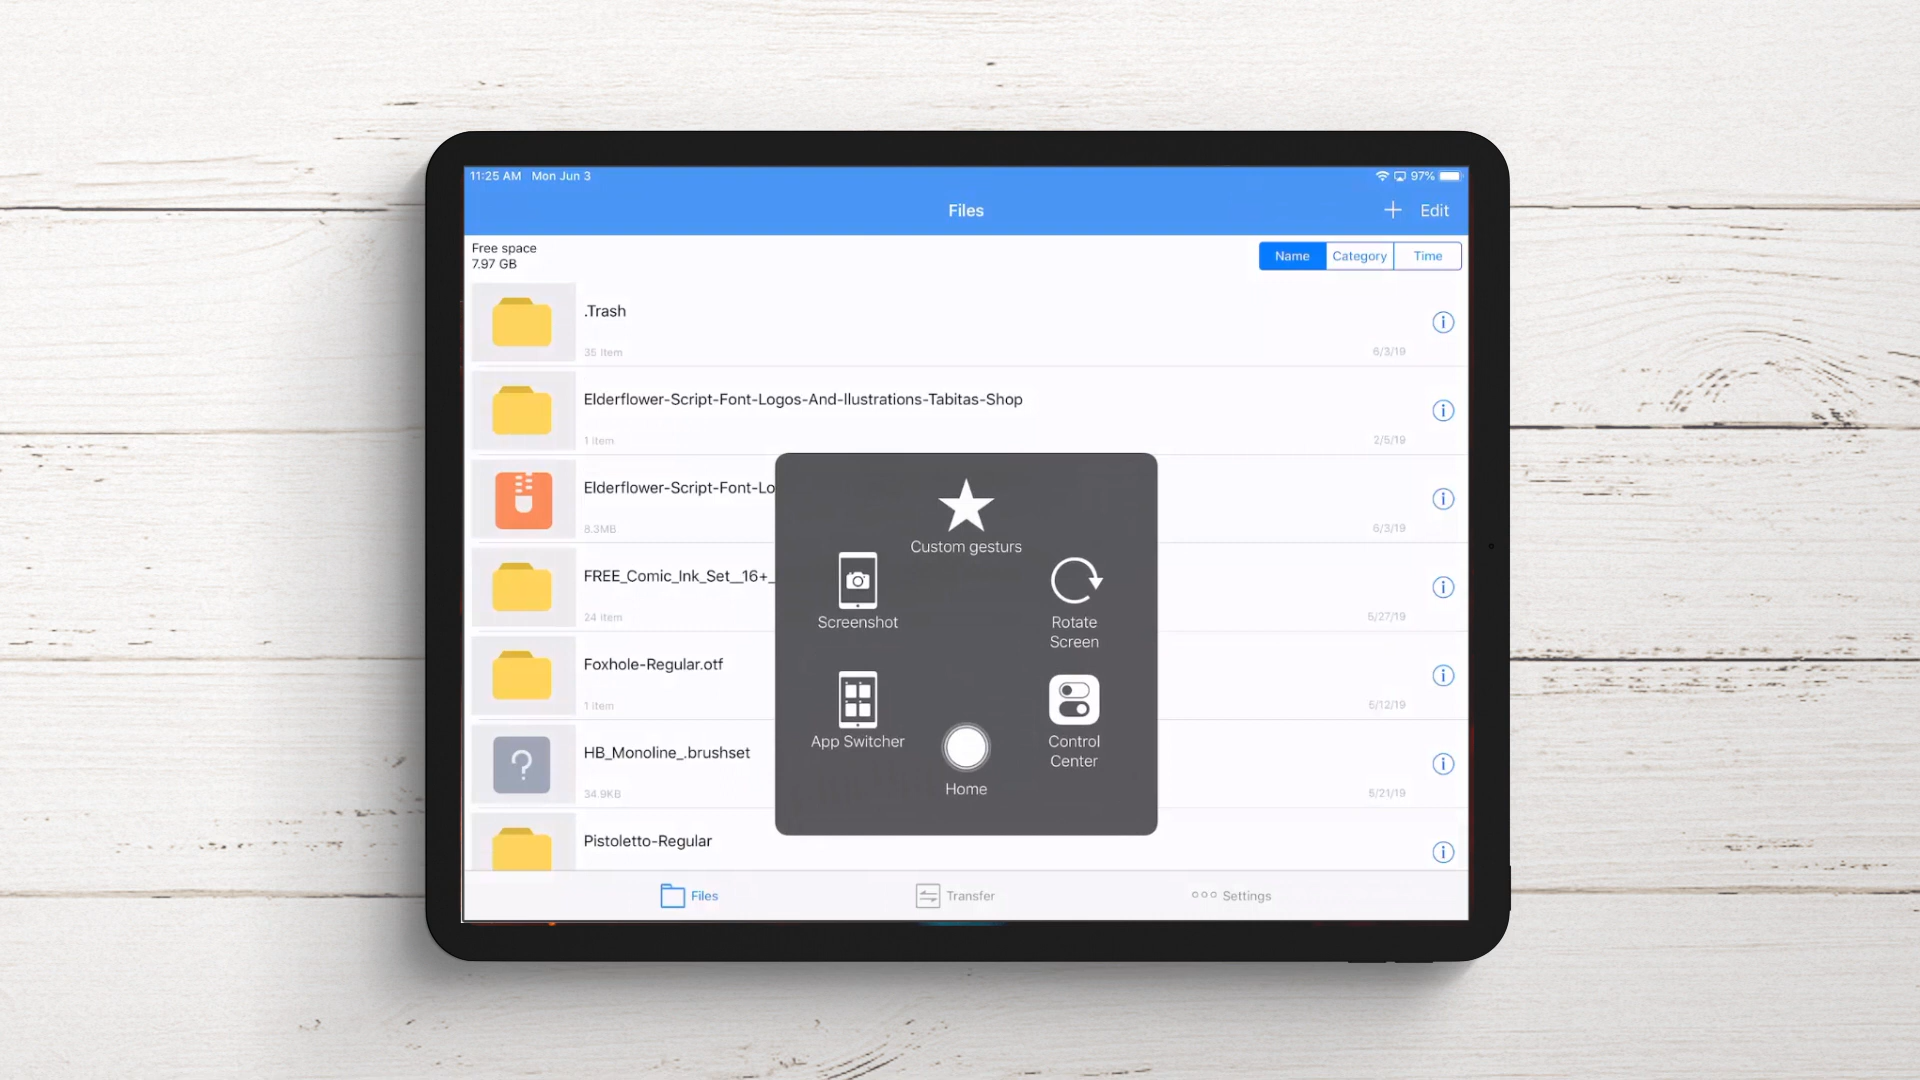 11:25 AM Mon Jun 3
97%
Files
Edit
Free space
7.97 GB
Name
Category
Time
.Trash
35 Item
6/3/19
Elderflower-Script-Font-Logos-And-Ilustrations-Tabitas-Shop
1 Item
2/5/19
Elderflower-Script-Font-Lo
8.3MB
6/3/19
FREE_Comic_Ink_Set__16+_
24 Item
5/27/19
Foxhole-Regular.otf
1 Item
5/12/19
HB_Monoline_.brushset
34.9KB
5/21/19
Pistoletto-Regular
Custom gesturs
Screenshot
Rotate
Screen
App Switcher
Control
Center
Home
Files
Transfer
Settings